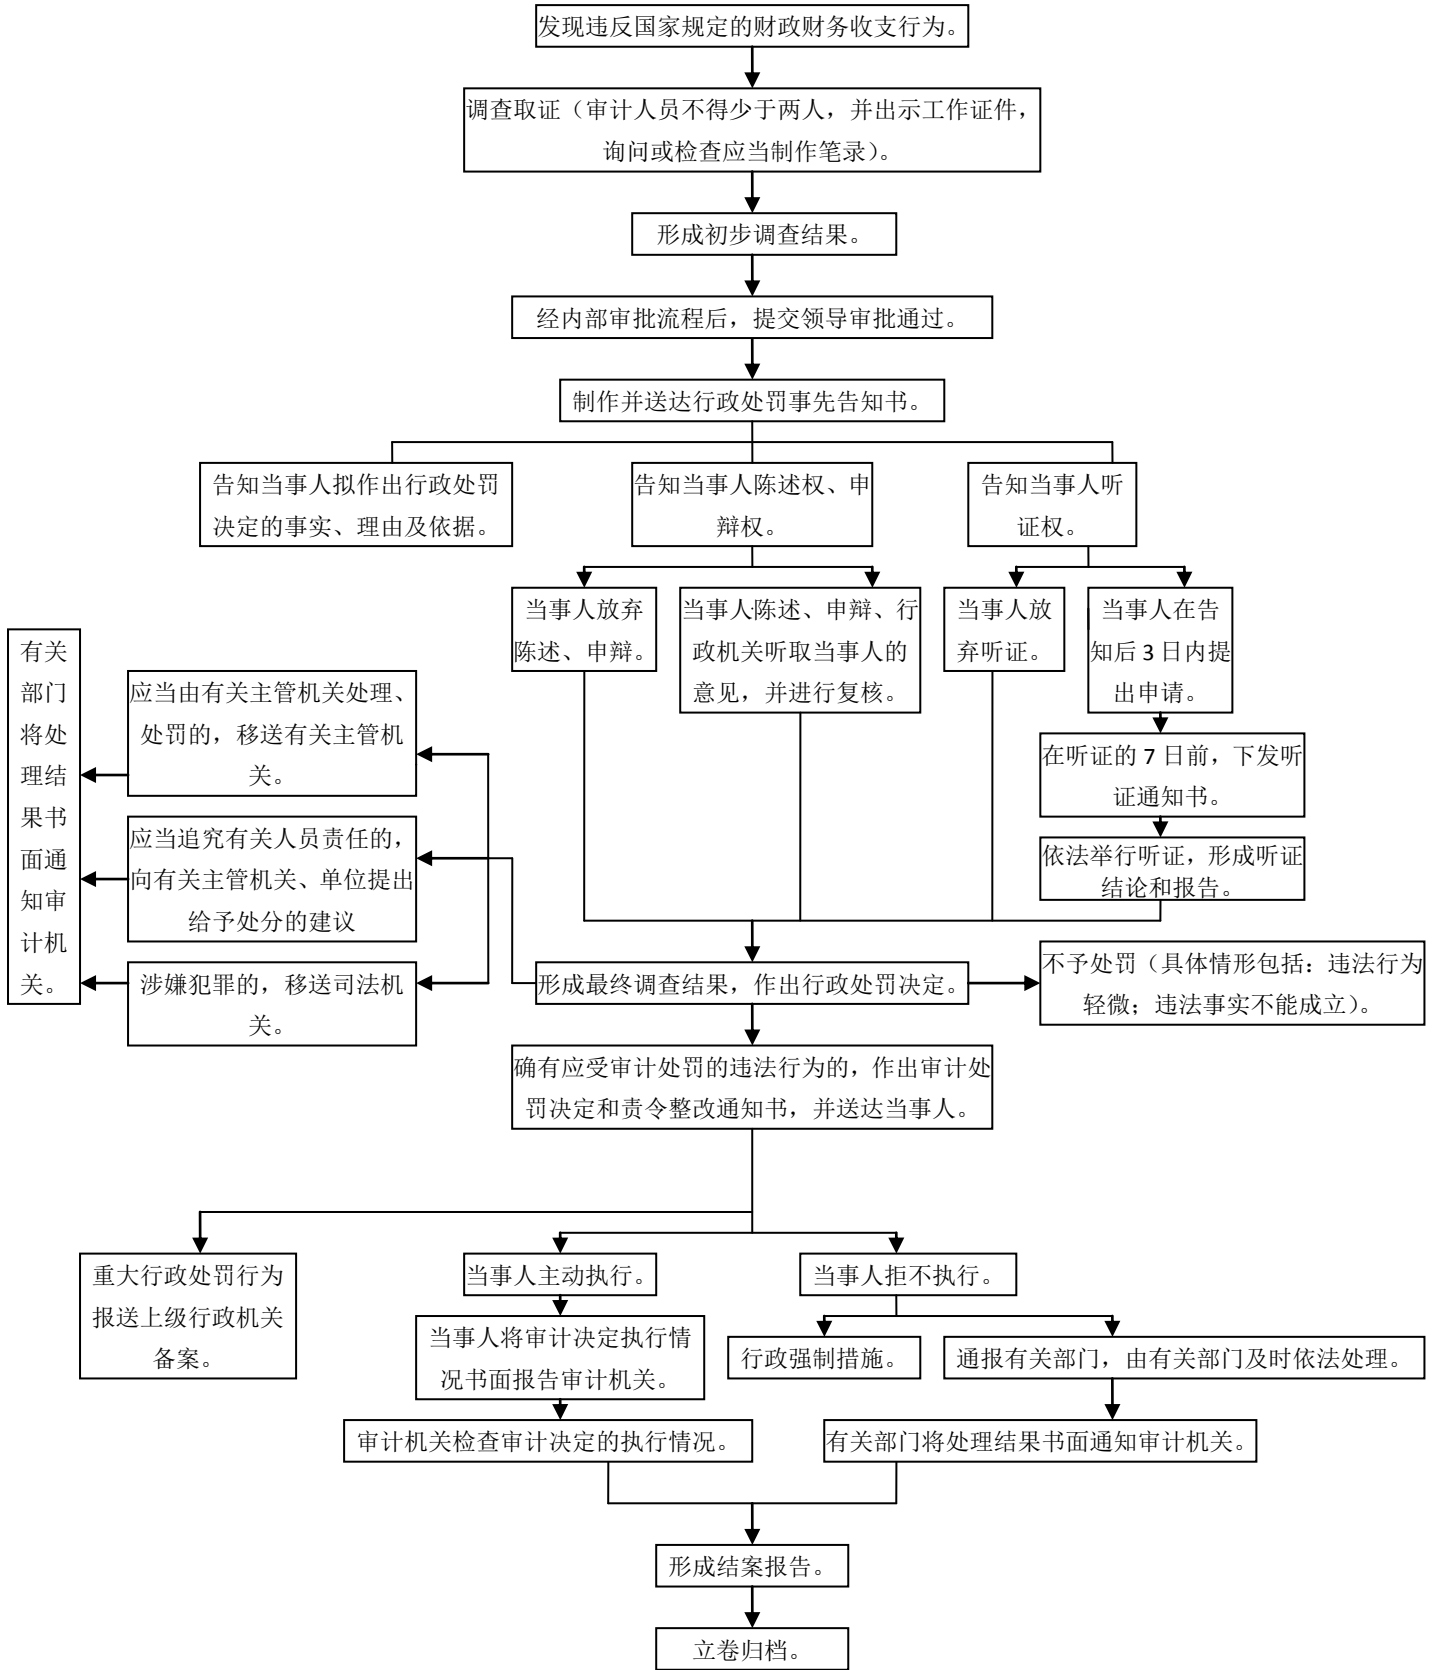 发现违反国家规定的财政财务收支行为。
调查取证（审计人员不得少于两人，并出示工作证件，
询问或检查应当制作笔录）。
形成初步调查结果。
经内部审批流程后，提交领导审批通过。
制作并送达行政处罚事先告知书。
告知当事人拟作出行政处罚
决定的事实、理由及依据。
告知当事人陈述权、申
辩权。
告知当事人听
证权。
当事人放弃
陈述、申辩。
当事人陈述、申辩、行
政机关听取当事人的
意见，并进行复核。
当事人放
弃听证。
当事人在告
知后 3 日内提
出申请。
在听证的 7 日前，下发听
证通知书。
依法举行听证，形成听证
结论和报告。
有关
部门
将处
理结
果书
面通
知审
计机
关。
应当由有关主管机关处理、
处罚的，移送有关主管机
关。
应当追究有关人员责任的，
向有关主管机关、单位提出
给予处分的建议
涉嫌犯罪的，移送司法机
关。
形成最终调查结果，作出行政处罚决定。
不予处罚（具体情形包括：违法行为
轻微；违法事实不能成立）。
确有应受审计处罚的违法行为的，作出审计处
罚决定和责令整改通知书，并送达当事人。
重大行政处罚行为
报送上级行政机关
备案。
当事人主动执行。
当事人拒不执行。
当事人将审计决定执行情
况书面报告审计机关。
行政强制措施。
通报有关部门，由有关部门及时依法处理。
审计机关检查审计决定的执行情况。
有关部门将处理结果书面通知审计机关。
形成结案报告。
立卷归档。